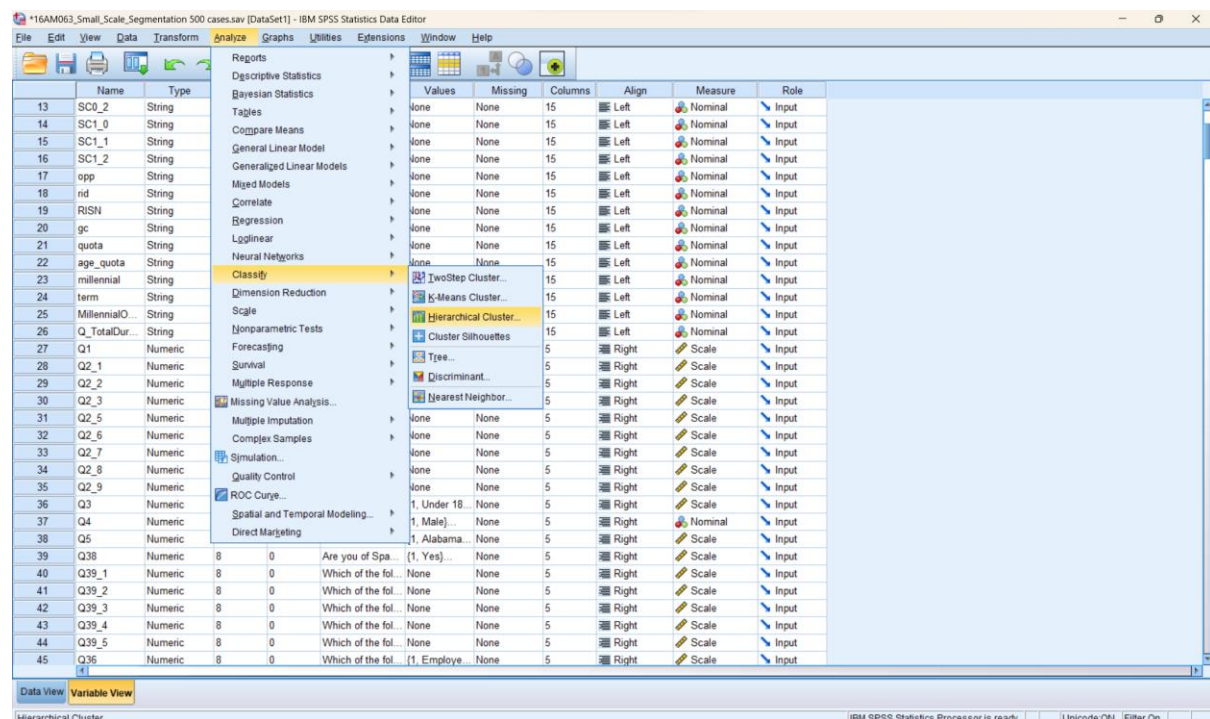 *16AM063_Small_Scale_Segmentation 500 cases.sav [DataSet1] - IBM SPSS Statistics Data Editor
File Edit View Data Transform Analyze Graphs Utilities Extensions Window Help
Reports
Descriptive Statistics
Bayesian Statistics
Tables
Compare Means
General Linear Model
Generalized Linear Models
Mixed Models
Correlate
Regression
Loglinear
Neural Networks
Classify
Dimension Reduction
Scale
Nonparametric Tests
Forecasting
Survival
Multiple Response
Missing Value Analysis...
Multiple Imputation
Complex Samples
Simulation...
Quality Control
ROC Curve...
Spatial and Temporal Modeling...
Direct Marketing
TwoStep Cluster...
K-Means Cluster...
Hierarchical Cluster...
Cluster Silhouettes
Tree...
Discriminant...
Nearest Neighbor...
Name Type Values Missing Columns Align Measure Role
13 SC0_2 String None None 15 Left Nominal Input
14 SC1_0 String None None 15 Left Nominal Input
15 SC1_1 String None None 15 Left Nominal Input
16 SC1_2 String None None 15 Left Nominal Input
17 opp String None None 15 Left Nominal Input
18 rid String None None 15 Left Nominal Input
19 RISN String None None 15 Left Nominal Input
20 gc String None None 15 Left Nominal Input
21 quota String None None 15 Left Nominal Input
22 age_quota String None None 15 Left Nominal Input
23 millennial String 15 Left Nominal Input
24 term String 15 Left Nominal Input
25 MillennialO... String 15 Left Nominal Input
26 Q_TotalDur... String 15 Left Nominal Input
27 Q1 Numeric 5 Right Scale Input
28 Q2_1 Numeric 5 Right Scale Input
29 Q2_2 Numeric 5 Right Scale Input
30 Q2_3 Numeric 5 Right Scale Input
31 Q2_5 Numeric None None 5 Right Scale Input
32 Q2_6 Numeric None None 5 Right Scale Input
33 Q2_7 Numeric None None 5 Right Scale Input
34 Q2_8 Numeric None None 5 Right Scale Input
35 Q2_9 Numeric None None 5 Right Scale Input
36 Q3 Numeric {1, Under 18... None 5 Right Scale Input
37 Q4 Numeric {1, Male}... None 5 Right Nominal Input
38 Q5 Numeric {1, Alabama... None 5 Right Scale Input
39 Q38 Numeric 8 0 Are you of Spa... {1, Yes}... None 5 Right Scale Input
40 Q39_1 Numeric 8 0 Which of the fol... None None 5 Right Scale Input
41 Q39_2 Numeric 8 0 Which of the fol... None None 5 Right Scale Input
42 Q39_3 Numeric 8 0 Which of the fol... None None 5 Right Scale Input
43 Q39_4 Numeric 8 0 Which of the fol... None None 5 Right Scale Input
44 Q39_5 Numeric 8 0 Which of the fol... None None 5 Right Scale Input
45 Q36 Numeric 8 0 Which of the fol... {1, Employe... None 5 Right Scale Input
Data View Variable View
Hierarchical Cluster... IBM SPSS Statistics Processor is ready Unicode:ON Filter On